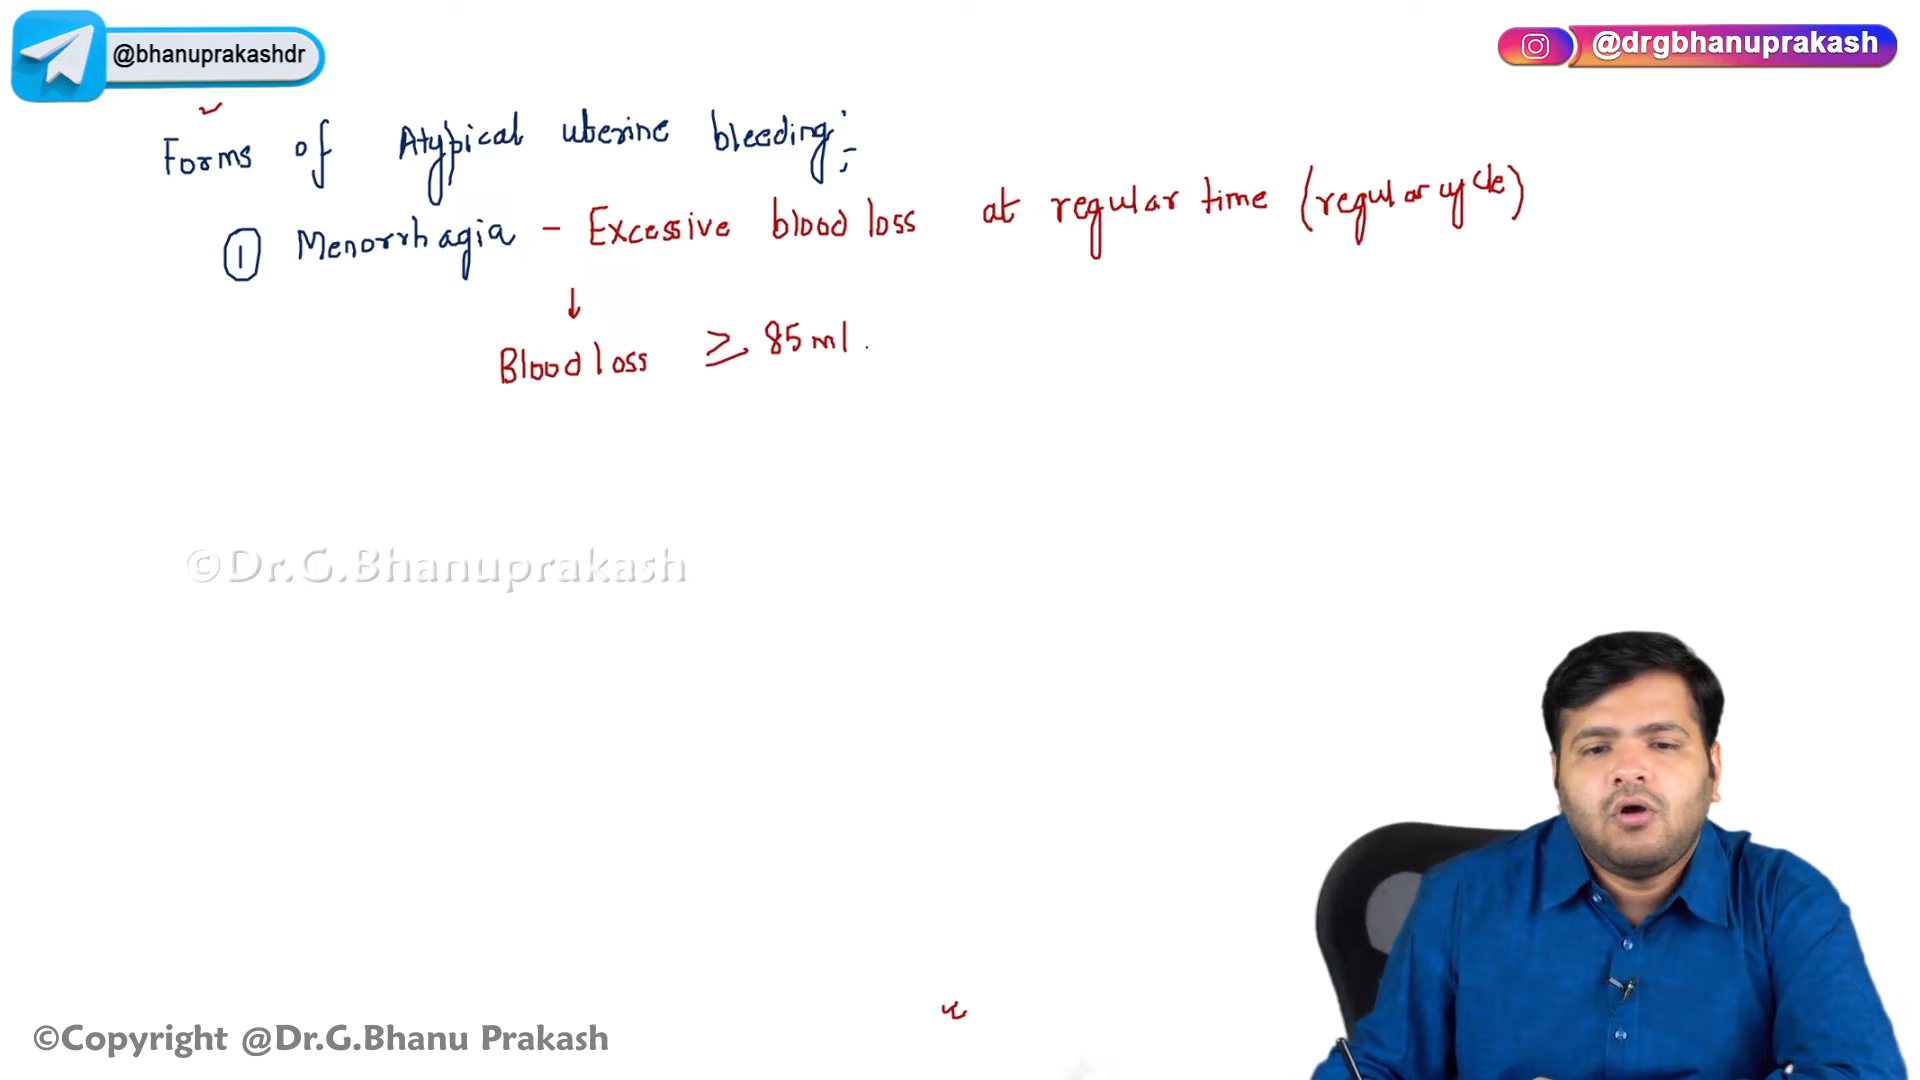 @bhanuprakashdr
@drgbhanuprakash
Forms of Atypical uterine bleeding:-
① Menorrhagia - Excessive blood loss at regular time (regular cycle)
↓
Blood loss ≥ 85 ml.
©Dr.G.Bhanuprakash
©Copyright @Dr.G.Bhanu Prakash